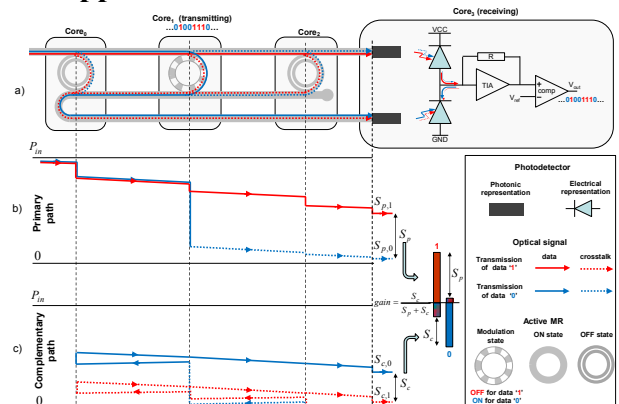 Core1 (transmitting)
...01001110...
Core0
Core2
Core3 (receiving)
VCC
R
TIA
comp
Vout
Vref
...01001110...
GND
a)
Pin
b)
Primary
path
0
Sp,1
Sp
Sp,0
Pin
gain = Sc / Sp + Sc
1
Sp
Sc
0
c)
Complementary
path
Sc,0
Sc
Sc,1
0
Photodetector
Photonic
representation
Electrical
representation
Optical signal
data crosstalk
Transmission
of data '1'
Transmission
of data '0'
Active MR
Modulation
state
ON state
OFF state
OFF for data '1'
ON for data '0'